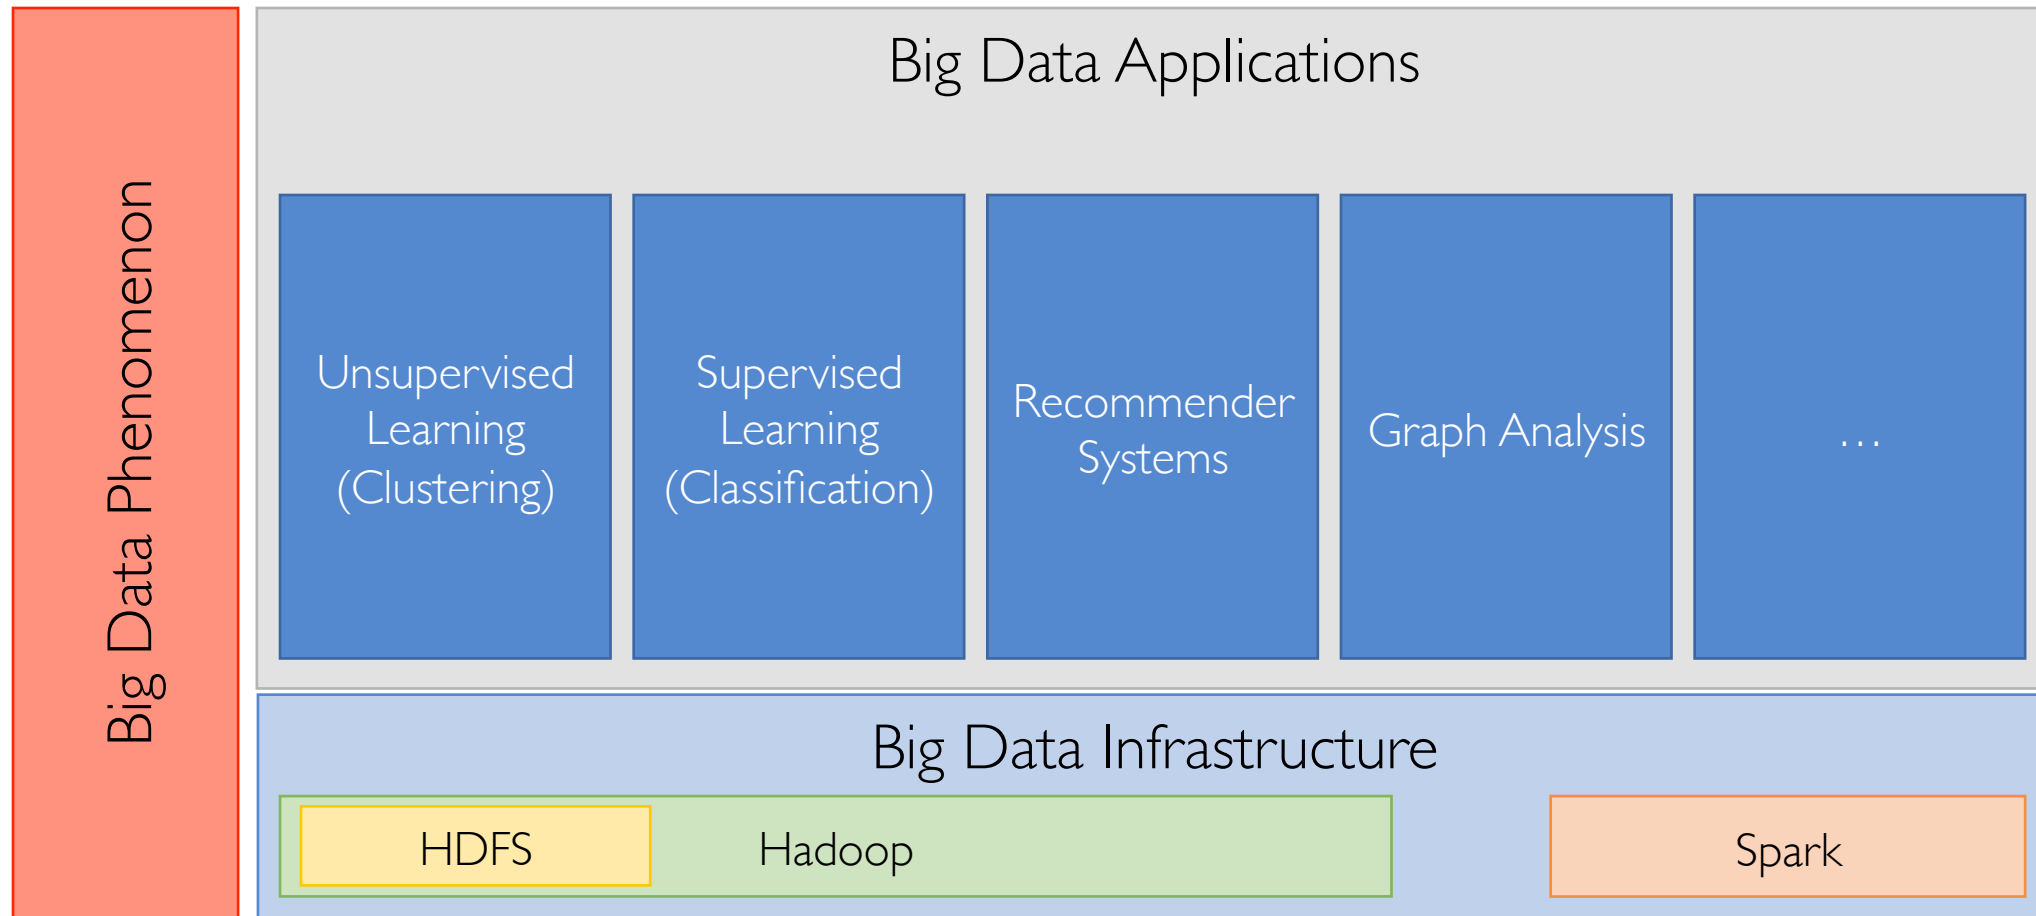 Big Data Phenomenon
Big Data Applications
Unsupervised
Learning
(Clustering)
Supervised
Learning
(Classification)
Recommender
Systems
Graph Analysis
...
Big Data Infrastructure
HDFS
Hadoop
Spark